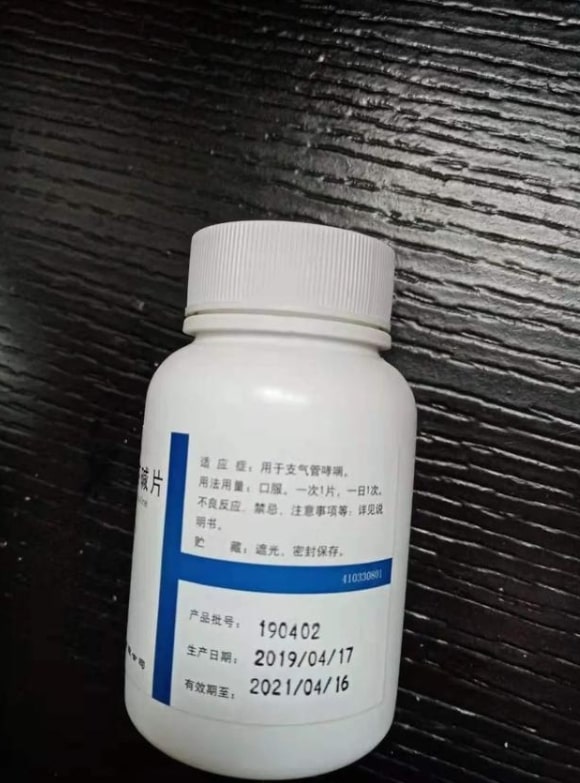 碱片
适应症：用于支气管哮喘。
用法用量：口服。一次1片，一日1次。
不良反应、禁忌、注意事项等：详见说
明书。
贮 藏：遮光、密封保存。
410330801
产品批号： 190402
生产日期： 2019/04/17
有效期至： 2021/04/16
公司